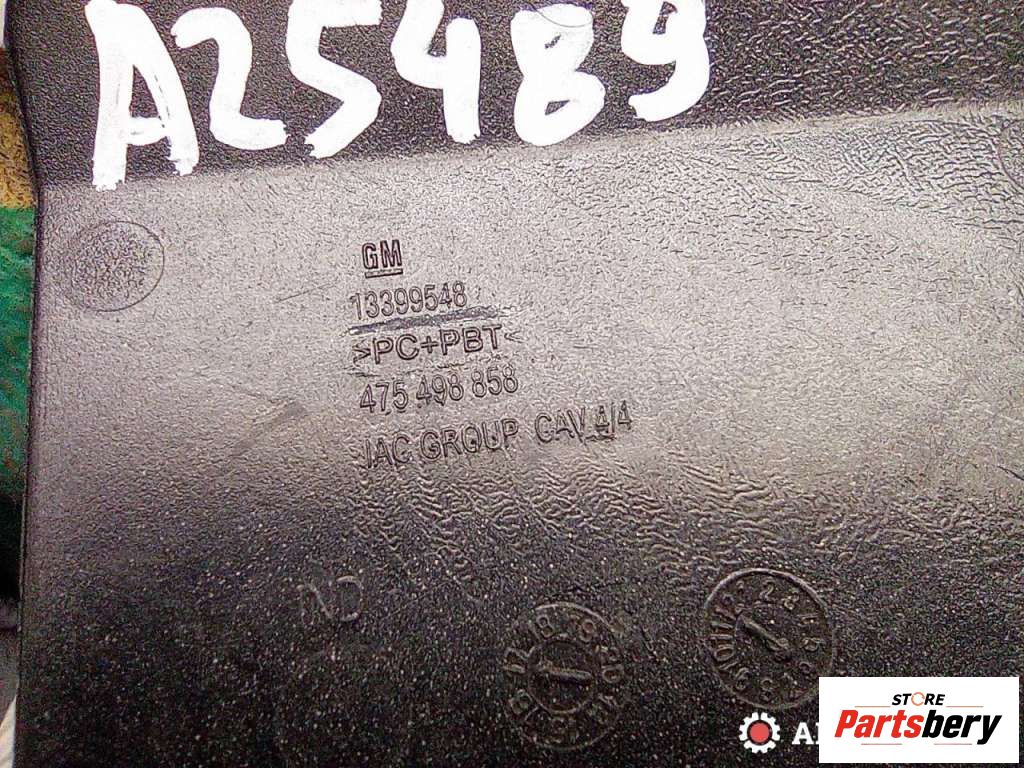 A25489
GM
13399548
>PC+PBT<
475 498 858
IAC GROUP CAV 4/4
STORE
Partsbery